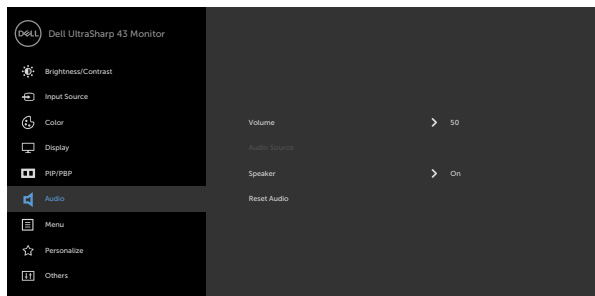 DELL
Dell UltraSharp 43 Monitor
Brightness/Contrast
Input Source
Color
Display
PIP/PBP
Audio
Menu
Personalize
Others
Volume 50
Audio Source
Speaker On
Reset Audio